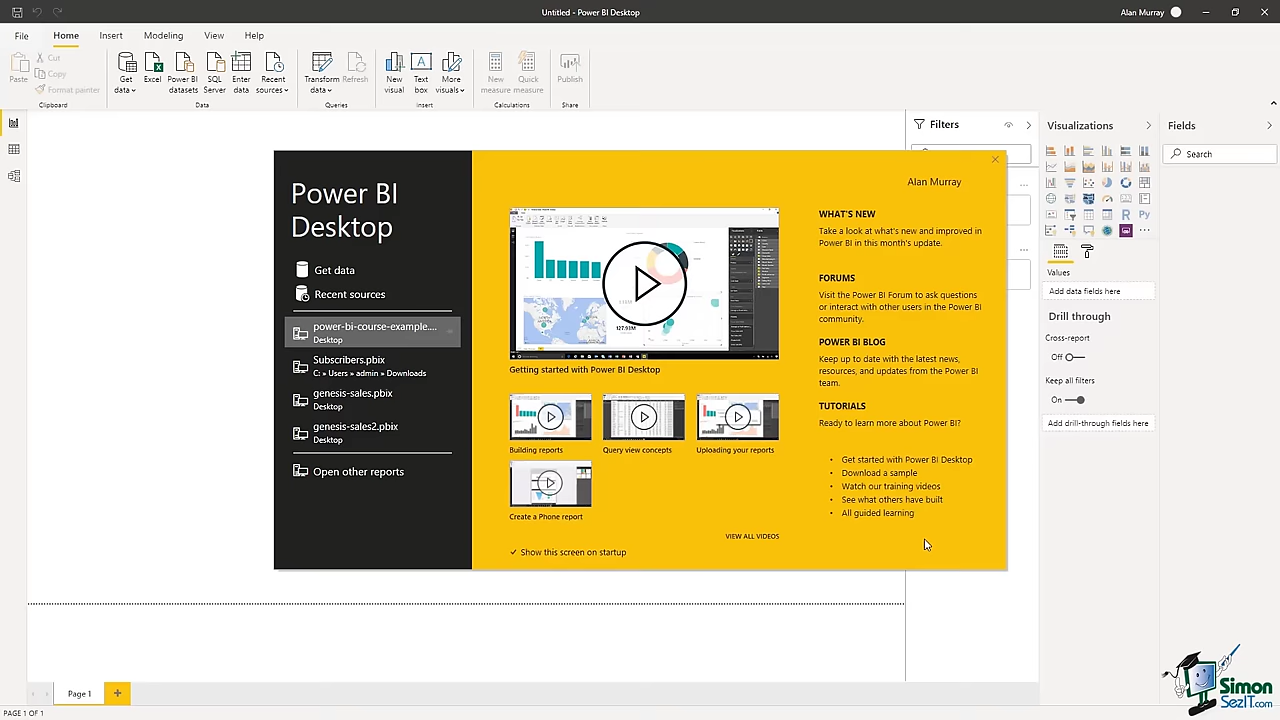 Untitled - Power BI Desktop
Alan Murray
File
Home
Insert
Modeling
View
Help
Paste
Cut
Copy
Format painter
Clipboard
Get data
Excel
Power BI datasets
SQL Server
Enter data
Recent sources
Data
Transform data
Refresh
Queries
New visual
Text box
More visuals
Insert
New measure
Quick measure
Calculations
Publish
Share
Filters
Visualizations
Fields
Search
Power BI
Desktop
Get data
Recent sources
power-bi-course-example....
Desktop
Subscribers.pbix
C: » Users » admin » Downloads
genesis-sales.pbix
Desktop
genesis-sales2.pbix
Desktop
Open other reports
Getting started with Power BI Desktop
Building reports
Query view concepts
Uploading your reports
Create a Phone report
VIEW ALL VIDEOS
Show this screen on startup
Alan Murray
WHAT'S NEW
Take a look at what's new and improved in
Power BI in this month's update.
FORUMS
Visit the Power BI Forum to ask questions
or interact with other users in the Power BI
community.
POWER BI BLOG
Keep up to date with the latest news,
resources, and updates from the Power BI
team.
TUTORIALS
Ready to learn more about Power BI?
• Get started with Power BI Desktop
• Download a sample
• Watch our training videos
• See what others have built
• All guided learning
R
Py
Values
Add data fields here
Drill through
Cross-report
Off
Keep all filters
On
Add drill-through fields here
Page 1
PAGE 1 OF 1
Simon
SezIT.com